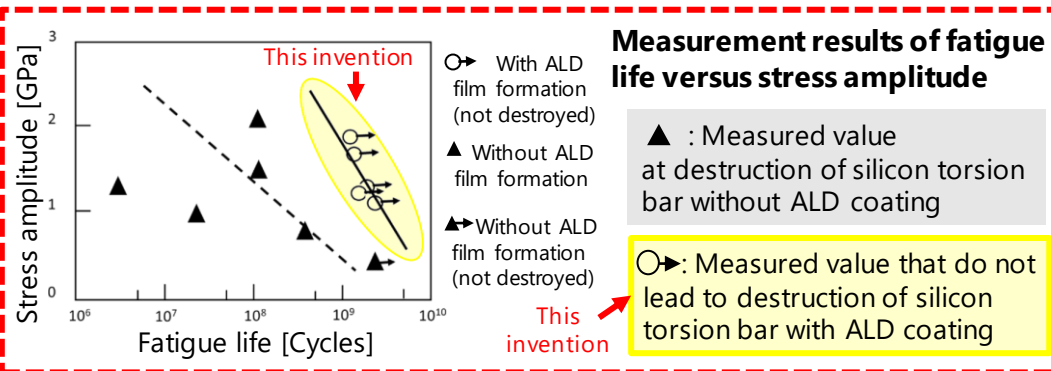 Stress amplitude [GPa]
3
2
1
0
10⁶ 10⁷ 10⁸ 10⁹ 10¹⁰
Fatigue life [Cycles]
This invention
With ALD
film formation
(not destroyed)
Without ALD
film formation
Without ALD
film formation
(not destroyed)
Measurement results of fatigue
life versus stress amplitude
▲ : Measured value
at destruction of silicon torsion
bar without ALD coating
: Measured value that do not
lead to destruction of silicon
torsion bar with ALD coating
This
invention